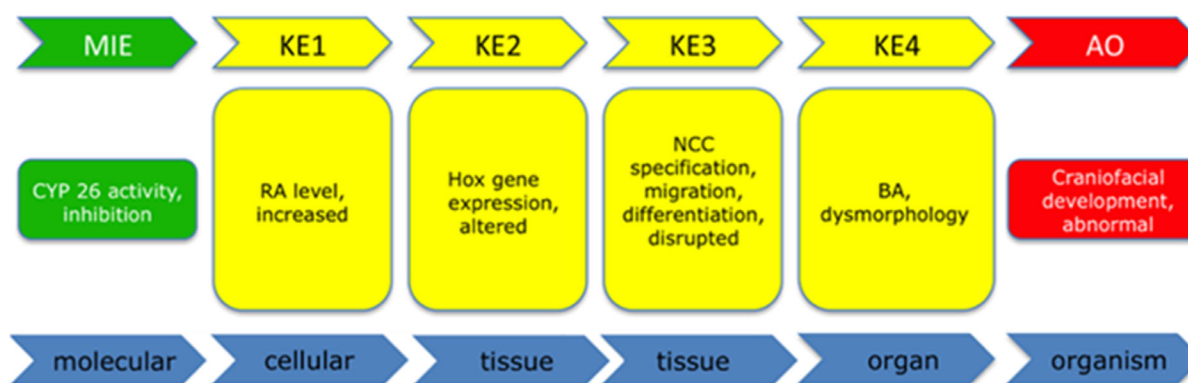 MIE
KE1
KE2
KE3
KE4
AO
CYP 26 activity,
inhibition
RA level,
increased
Hox gene
expression,
altered
NCC
specification,
migration,
differentiation,
disrupted
BA,
dysmorphology
Craniofacial
development,
abnormal
molecular
cellular
tissue
tissue
organ
organism